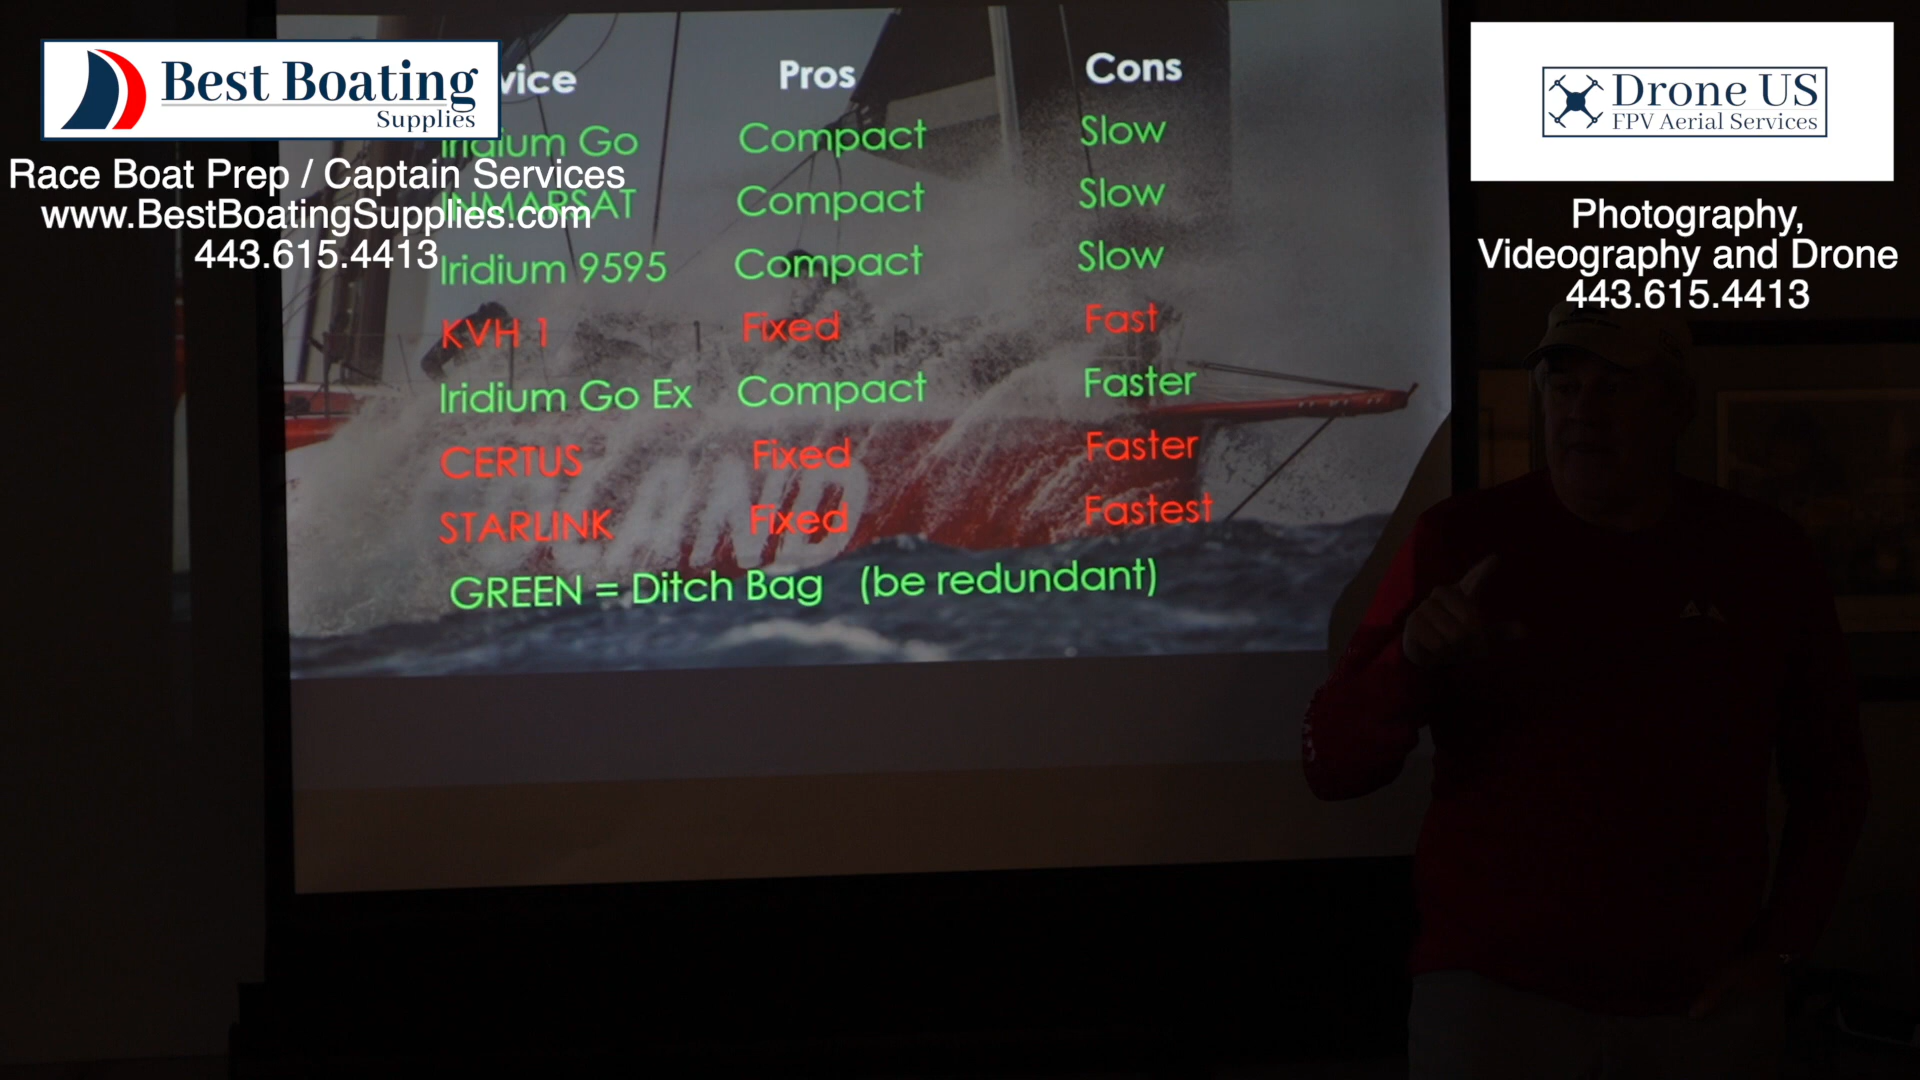 Best Boating
Supplies
Race Boat Prep / Captain Services
www.BestBoatingSupplies.com
443.615.4413
Drone US
FPV Aerial Services
Photography,
Videography and Drone
443.615.4413
vice Pros Cons
Iridium Go Compact Slow
INMARSAT Compact Slow
Iridium 9595 Compact Slow
KVH 1 Fixed Fast
Iridium Go Ex Compact Faster
CERTUS Fixed Faster
STARLINK Fixed Fastest
GREEN = Ditch Bag (be redundant)